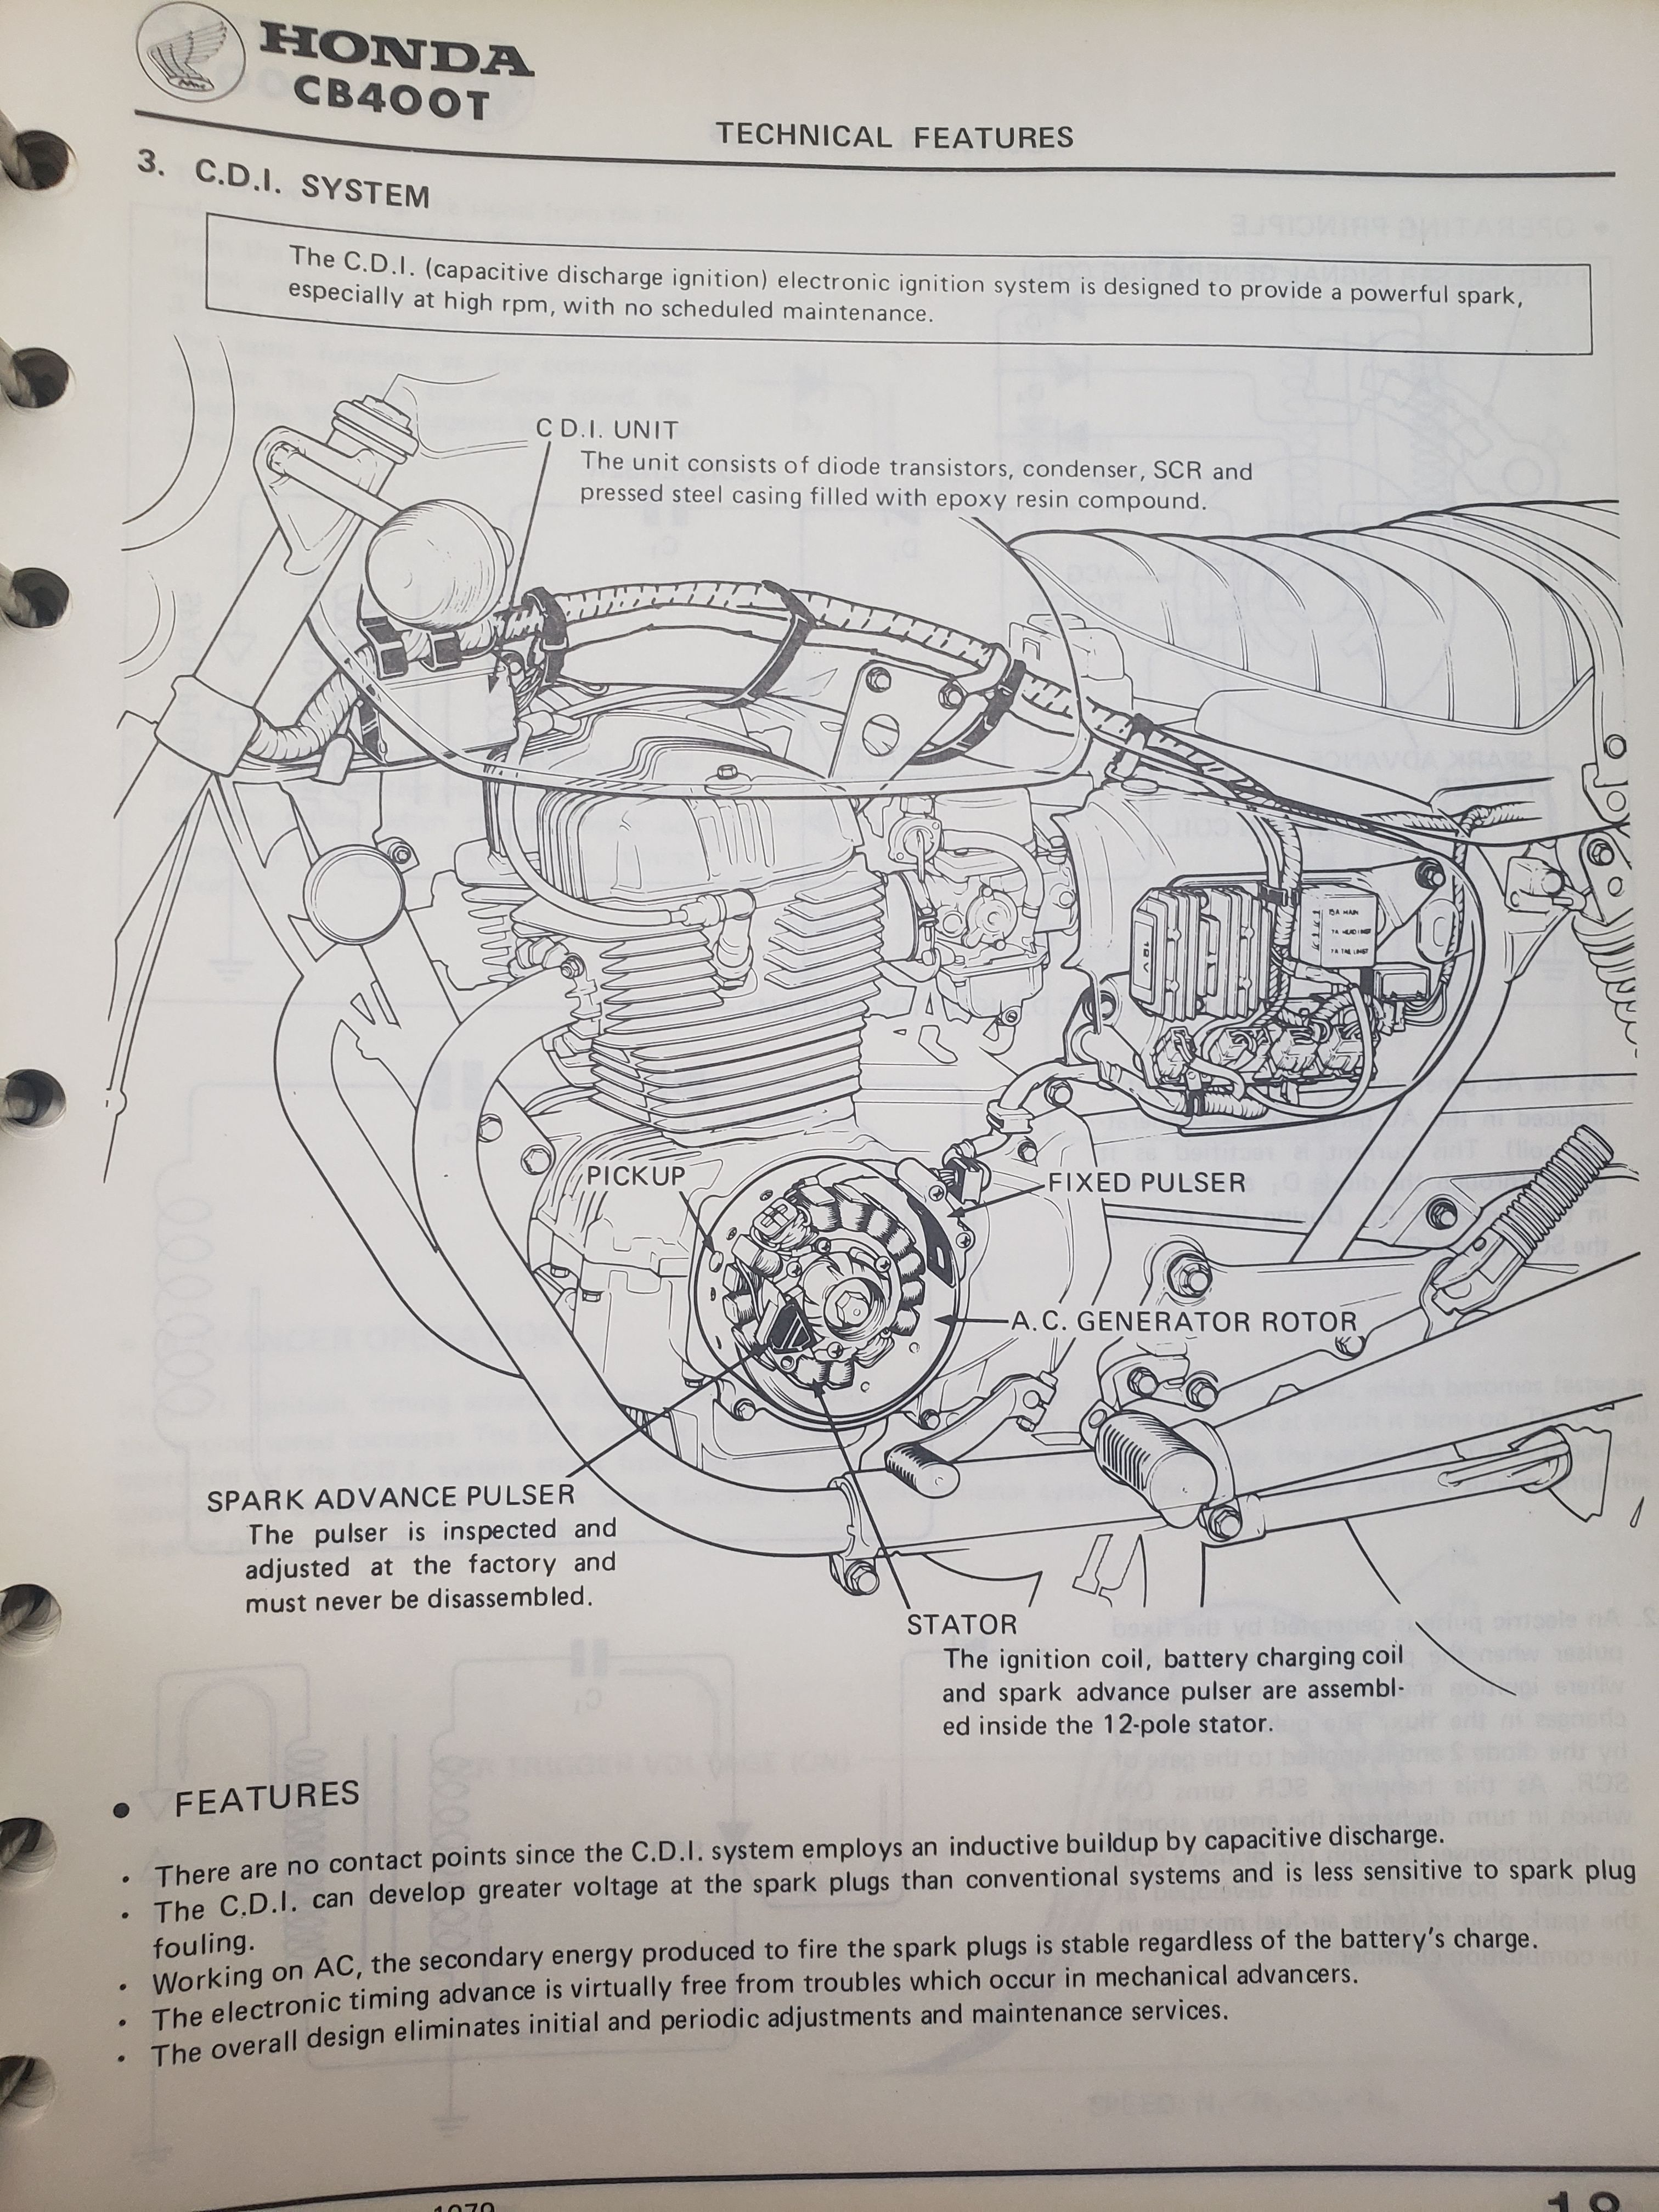 HONDA
CB400T
TECHNICAL FEATURES
3. C.D.I. SYSTEM
The C.D.I. (capacitive discharge ignition) electronic ignition system is designed to provide a powerful spark,
especially at high rpm, with no scheduled maintenance.
C D.I. UNIT
The unit consists of diode transistors, condenser, SCR and
pressed steel casing filled with epoxy resin compound.
15A MAIN
PICKUP
FIXED PULSER
A.C. GENERATOR ROTOR
SPARK ADVANCE PULSER
The pulser is inspected and
adjusted at the factory and
must never be disassembled.
STATOR
The ignition coil, battery charging coil
and spark advance pulser are assembl-
ed inside the 12-pole stator.
• FEATURES
• There are no contact points since the C.D.I. system employs an inductive buildup by capacitive discharge.
• The C.D.I. can develop greater voltage at the spark plugs than conventional systems and is less sensitive to spark plug
fouling.
• Working on AC, the secondary energy produced to fire the spark plugs is stable regardless of the battery's charge.
• The electronic timing advance is virtually free from troubles which occur in mechanical advancers.
• The overall design eliminates initial and periodic adjustments and maintenance services.